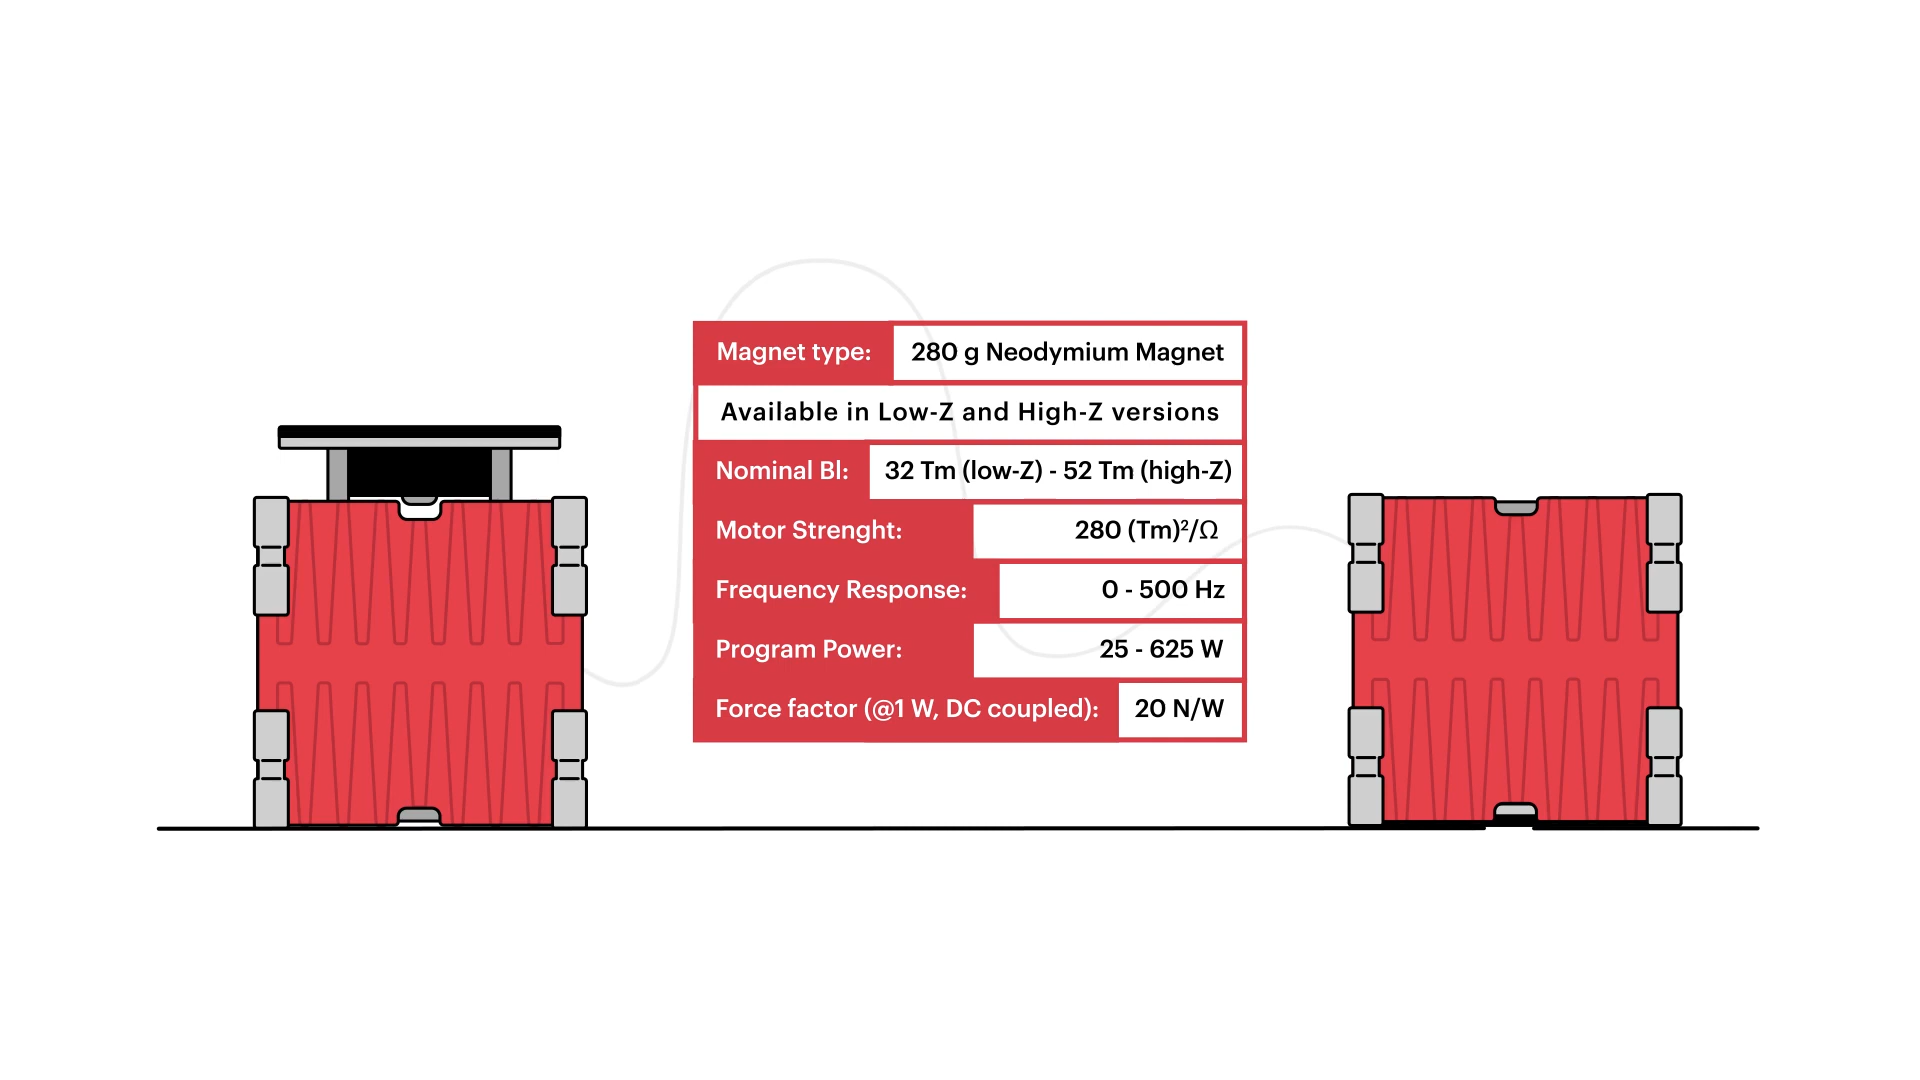 Magnet type: 280 g Neodymium Magnet
Available in Low-Z and High-Z versions
Nominal Bl: 32 Tm (low-Z) - 52 Tm (high-Z)
Motor Strenght: 280 (Tm)²/Ω
Frequency Response: 0 - 500 Hz
Program Power: 25 - 625 W
Force factor (@1 W, DC coupled): 20 N/W